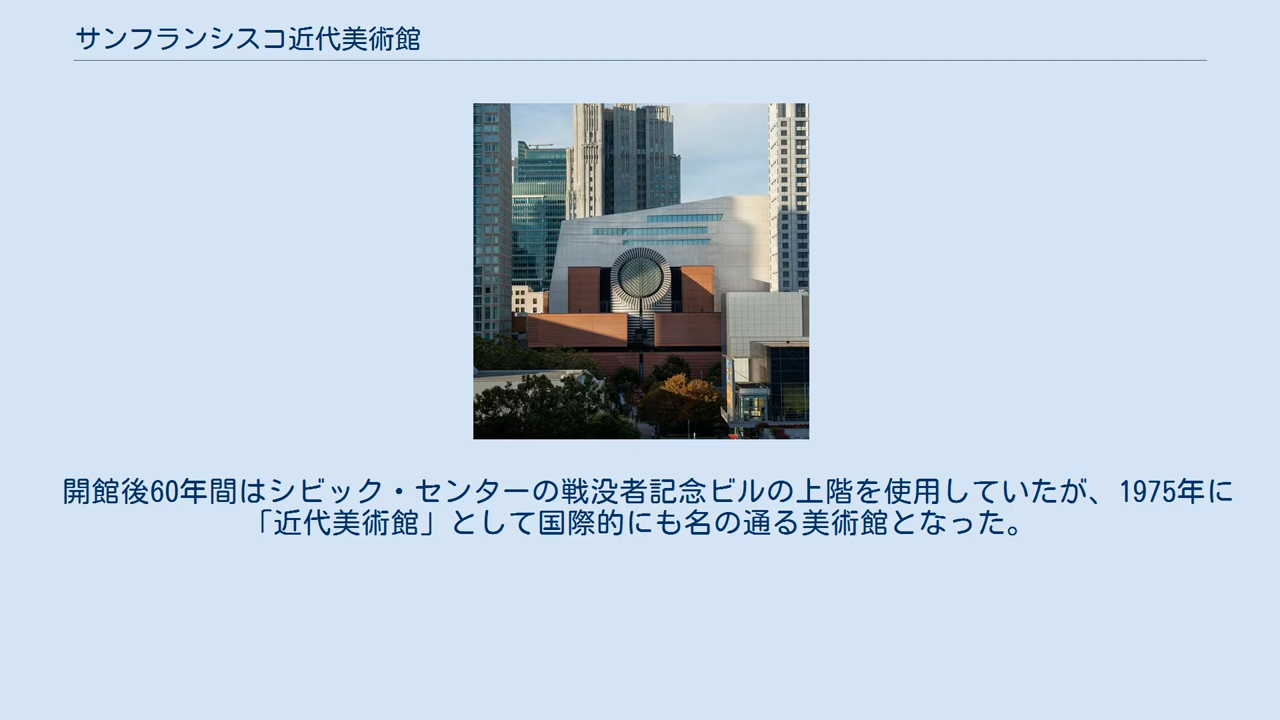 サンフランシスコ近代美術館
開館後60年間はシビック・センターの戦没者記念ビルの上階を使用していたが、1975年に
「近代美術館」として国際的にも名の通る美術館となった。